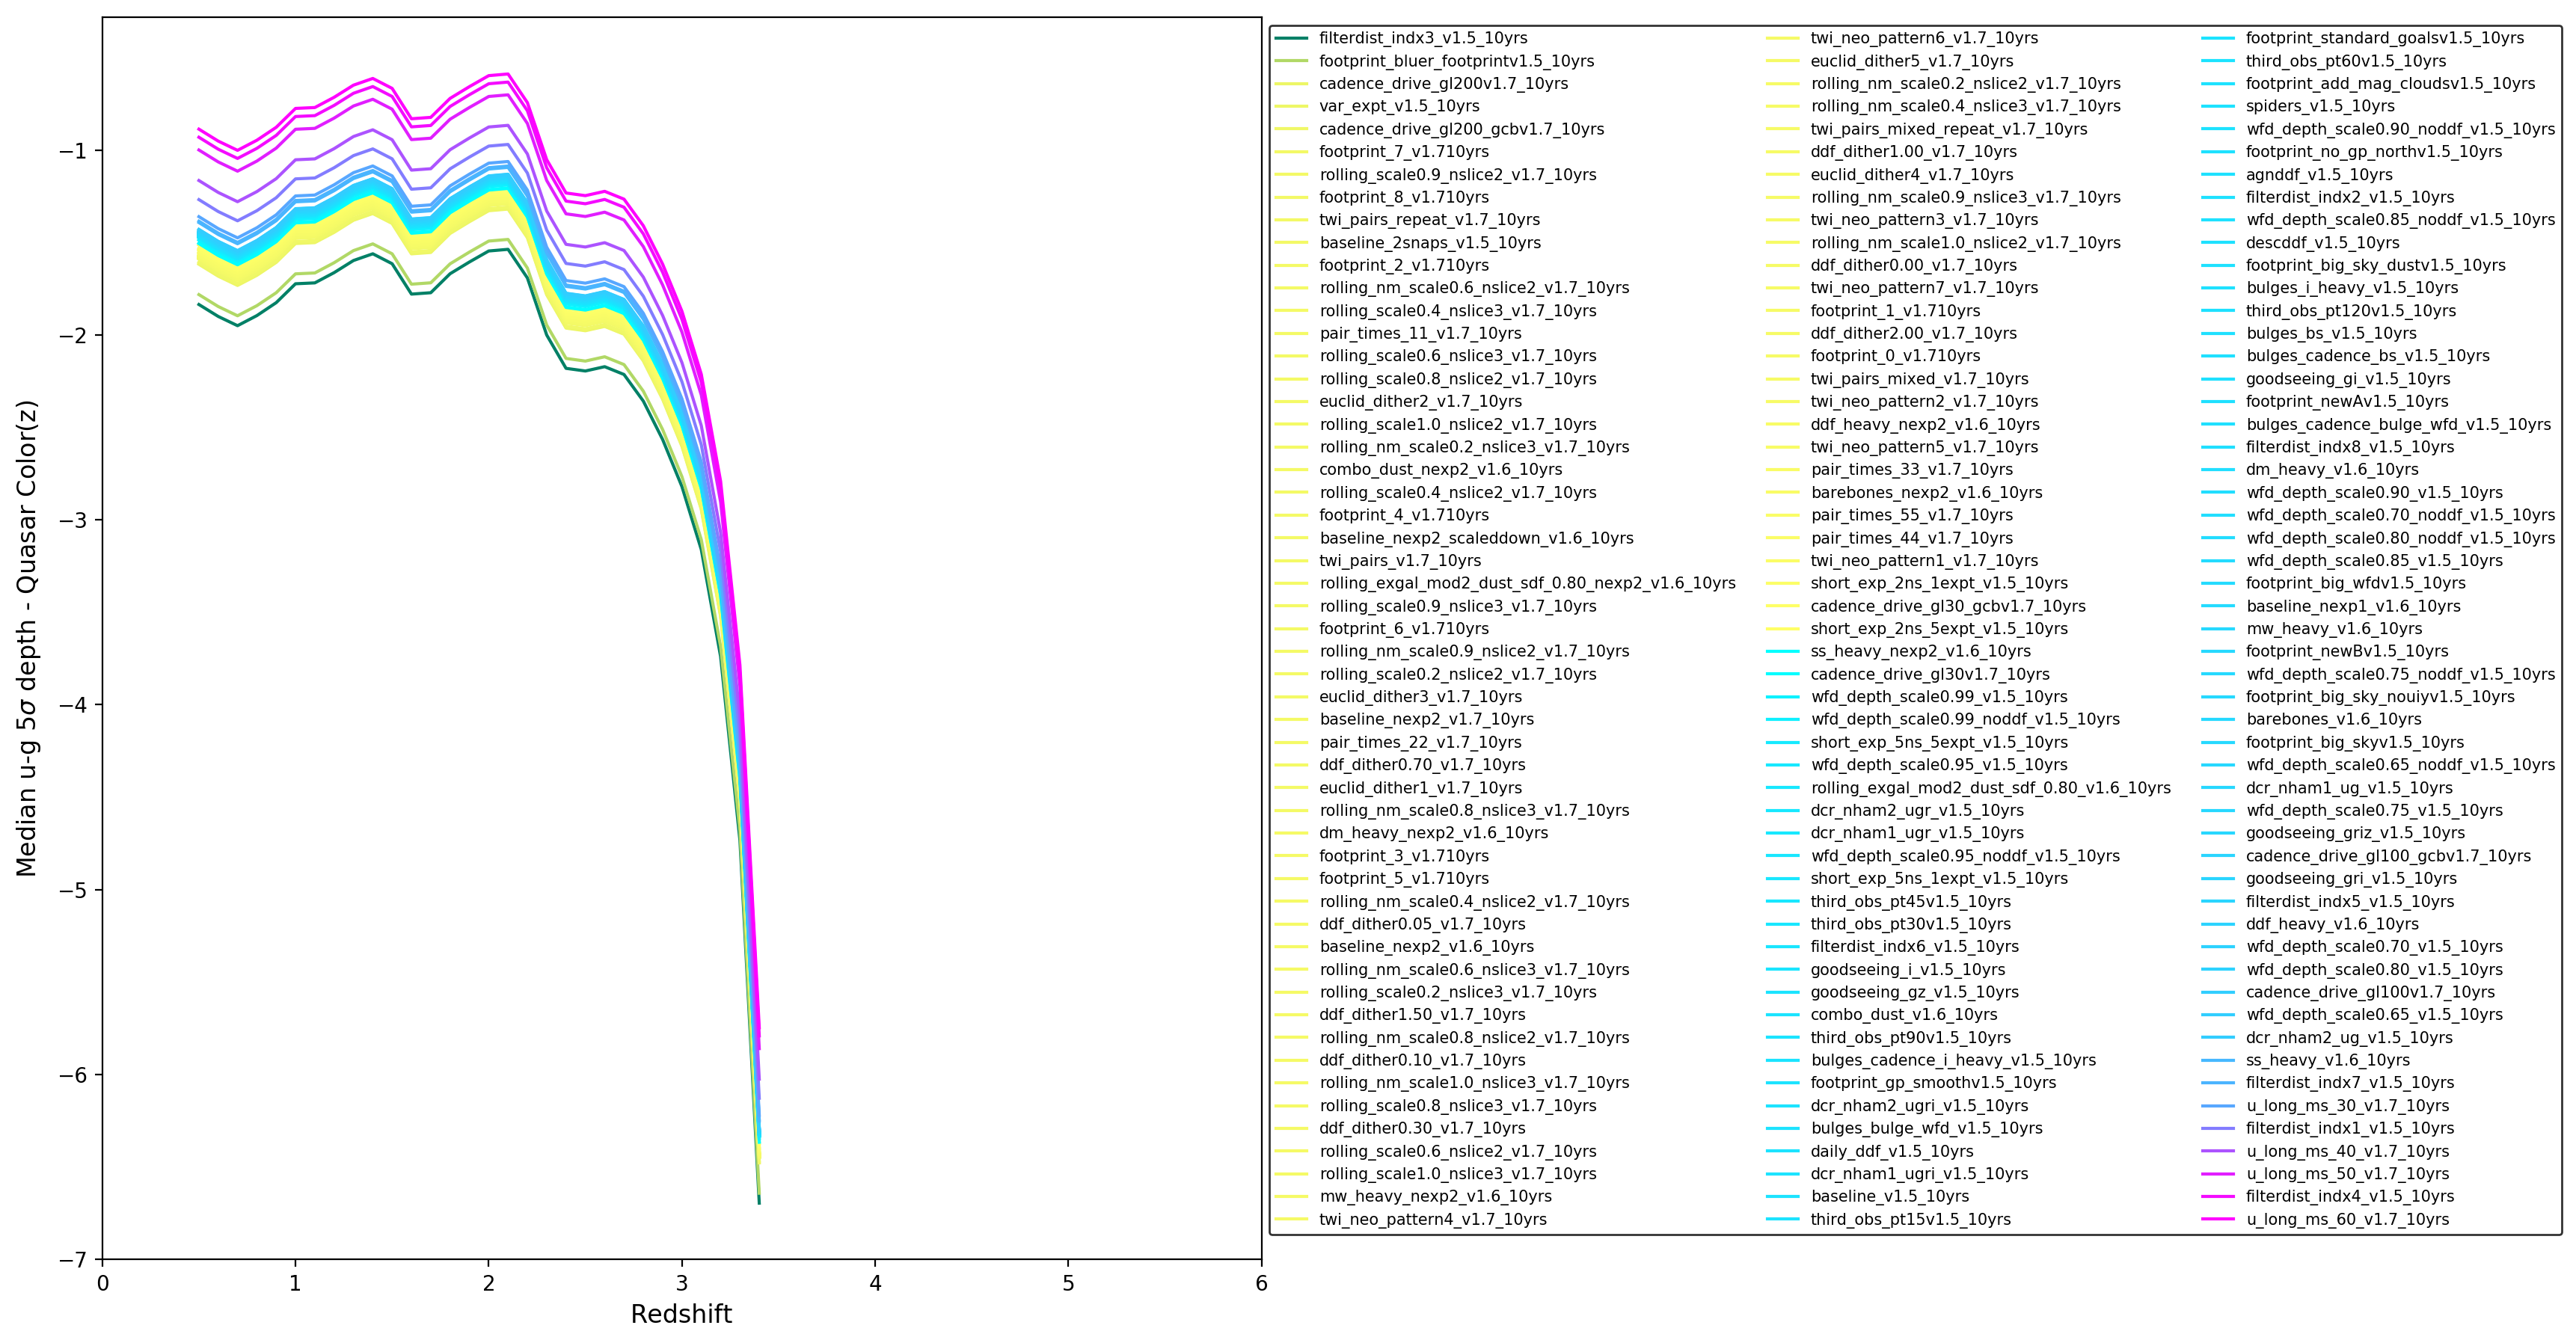 Median u-g 5σ depth - Quasar Color(z)
−1
−2
−3
−4
−5
−6
−7
0 1 2 3 4 5 6
Redshift
filterdist_indx3_v1.5_10yrs
footprint_bluer_footprintv1.5_10yrs
cadence_drive_gl200v1.7_10yrs
var_expt_v1.5_10yrs
cadence_drive_gl200_gcbv1.7_10yrs
footprint_7_v1.710yrs
rolling_scale0.9_nslice2_v1.7_10yrs
footprint_8_v1.710yrs
twi_pairs_repeat_v1.7_10yrs
baseline_2snaps_v1.5_10yrs
footprint_2_v1.710yrs
rolling_nm_scale0.6_nslice2_v1.7_10yrs
rolling_scale0.4_nslice3_v1.7_10yrs
pair_times_11_v1.7_10yrs
rolling_scale0.6_nslice3_v1.7_10yrs
rolling_scale0.8_nslice2_v1.7_10yrs
euclid_dither2_v1.7_10yrs
rolling_scale1.0_nslice2_v1.7_10yrs
rolling_nm_scale0.2_nslice3_v1.7_10yrs
combo_dust_nexp2_v1.6_10yrs
rolling_scale0.4_nslice2_v1.7_10yrs
footprint_4_v1.710yrs
baseline_nexp2_scaleddown_v1.6_10yrs
twi_pairs_v1.7_10yrs
rolling_exgal_mod2_dust_sdf_0.80_nexp2_v1.6_10yrs
rolling_scale0.9_nslice3_v1.7_10yrs
footprint_6_v1.710yrs
rolling_nm_scale0.9_nslice2_v1.7_10yrs
rolling_scale0.2_nslice2_v1.7_10yrs
euclid_dither3_v1.7_10yrs
baseline_nexp2_v1.7_10yrs
pair_times_22_v1.7_10yrs
ddf_dither0.70_v1.7_10yrs
euclid_dither1_v1.7_10yrs
rolling_nm_scale0.8_nslice3_v1.7_10yrs
dm_heavy_nexp2_v1.6_10yrs
footprint_3_v1.710yrs
footprint_5_v1.710yrs
rolling_nm_scale0.4_nslice2_v1.7_10yrs
ddf_dither0.05_v1.7_10yrs
baseline_nexp2_v1.6_10yrs
rolling_nm_scale0.6_nslice3_v1.7_10yrs
rolling_scale0.2_nslice3_v1.7_10yrs
ddf_dither1.50_v1.7_10yrs
rolling_nm_scale0.8_nslice2_v1.7_10yrs
ddf_dither0.10_v1.7_10yrs
rolling_nm_scale1.0_nslice3_v1.7_10yrs
rolling_scale0.8_nslice3_v1.7_10yrs
ddf_dither0.30_v1.7_10yrs
rolling_scale0.6_nslice2_v1.7_10yrs
rolling_scale1.0_nslice3_v1.7_10yrs
mw_heavy_nexp2_v1.6_10yrs
twi_neo_pattern4_v1.7_10yrs
twi_neo_pattern6_v1.7_10yrs
euclid_dither5_v1.7_10yrs
rolling_nm_scale0.2_nslice2_v1.7_10yrs
rolling_nm_scale0.4_nslice3_v1.7_10yrs
twi_pairs_mixed_repeat_v1.7_10yrs
ddf_dither1.00_v1.7_10yrs
euclid_dither4_v1.7_10yrs
rolling_nm_scale0.9_nslice3_v1.7_10yrs
twi_neo_pattern3_v1.7_10yrs
rolling_nm_scale1.0_nslice2_v1.7_10yrs
ddf_dither0.00_v1.7_10yrs
twi_neo_pattern7_v1.7_10yrs
footprint_1_v1.710yrs
ddf_dither2.00_v1.7_10yrs
footprint_0_v1.710yrs
twi_pairs_mixed_v1.7_10yrs
twi_neo_pattern2_v1.7_10yrs
ddf_heavy_nexp2_v1.6_10yrs
twi_neo_pattern5_v1.7_10yrs
pair_times_33_v1.7_10yrs
barebones_nexp2_v1.6_10yrs
pair_times_55_v1.7_10yrs
pair_times_44_v1.7_10yrs
twi_neo_pattern1_v1.7_10yrs
short_exp_2ns_1expt_v1.5_10yrs
cadence_drive_gl30_gcbv1.7_10yrs
short_exp_2ns_5expt_v1.5_10yrs
ss_heavy_nexp2_v1.6_10yrs
cadence_drive_gl30v1.7_10yrs
wfd_depth_scale0.99_v1.5_10yrs
wfd_depth_scale0.99_noddf_v1.5_10yrs
short_exp_5ns_5expt_v1.5_10yrs
wfd_depth_scale0.95_v1.5_10yrs
rolling_exgal_mod2_dust_sdf_0.80_v1.6_10yrs
dcr_nham2_ugr_v1.5_10yrs
dcr_nham1_ugr_v1.5_10yrs
wfd_depth_scale0.95_noddf_v1.5_10yrs
short_exp_5ns_1expt_v1.5_10yrs
third_obs_pt45v1.5_10yrs
third_obs_pt30v1.5_10yrs
filterdist_indx6_v1.5_10yrs
goodseeing_i_v1.5_10yrs
goodseeing_gz_v1.5_10yrs
combo_dust_v1.6_10yrs
third_obs_pt90v1.5_10yrs
bulges_cadence_i_heavy_v1.5_10yrs
footprint_gp_smoothv1.5_10yrs
dcr_nham2_ugri_v1.5_10yrs
bulges_bulge_wfd_v1.5_10yrs
daily_ddf_v1.5_10yrs
dcr_nham1_ugri_v1.5_10yrs
baseline_v1.5_10yrs
third_obs_pt15v1.5_10yrs
footprint_standard_goalsv1.5_10yrs
third_obs_pt60v1.5_10yrs
footprint_add_mag_cloudsv1.5_10yrs
spiders_v1.5_10yrs
wfd_depth_scale0.90_noddf_v1.5_10yrs
footprint_no_gp_northv1.5_10yrs
agnddf_v1.5_10yrs
filterdist_indx2_v1.5_10yrs
wfd_depth_scale0.85_noddf_v1.5_10yrs
descddf_v1.5_10yrs
footprint_big_sky_dustv1.5_10yrs
bulges_i_heavy_v1.5_10yrs
third_obs_pt120v1.5_10yrs
bulges_bs_v1.5_10yrs
bulges_cadence_bs_v1.5_10yrs
goodseeing_gi_v1.5_10yrs
footprint_newAv1.5_10yrs
bulges_cadence_bulge_wfd_v1.5_10yrs
filterdist_indx8_v1.5_10yrs
dm_heavy_v1.6_10yrs
wfd_depth_scale0.90_v1.5_10yrs
wfd_depth_scale0.70_noddf_v1.5_10yrs
wfd_depth_scale0.80_noddf_v1.5_10yrs
wfd_depth_scale0.85_v1.5_10yrs
footprint_big_wfdv1.5_10yrs
baseline_nexp1_v1.6_10yrs
mw_heavy_v1.6_10yrs
footprint_newBv1.5_10yrs
wfd_depth_scale0.75_noddf_v1.5_10yrs
footprint_big_sky_nouiyv1.5_10yrs
barebones_v1.6_10yrs
footprint_big_skyv1.5_10yrs
wfd_depth_scale0.65_noddf_v1.5_10yrs
dcr_nham1_ug_v1.5_10yrs
wfd_depth_scale0.75_v1.5_10yrs
goodseeing_griz_v1.5_10yrs
cadence_drive_gl100_gcbv1.7_10yrs
goodseeing_gri_v1.5_10yrs
filterdist_indx5_v1.5_10yrs
ddf_heavy_v1.6_10yrs
wfd_depth_scale0.70_v1.5_10yrs
wfd_depth_scale0.80_v1.5_10yrs
cadence_drive_gl100v1.7_10yrs
wfd_depth_scale0.65_v1.5_10yrs
dcr_nham2_ug_v1.5_10yrs
ss_heavy_v1.6_10yrs
filterdist_indx7_v1.5_10yrs
u_long_ms_30_v1.7_10yrs
filterdist_indx1_v1.5_10yrs
u_long_ms_40_v1.7_10yrs
u_long_ms_50_v1.7_10yrs
filterdist_indx4_v1.5_10yrs
u_long_ms_60_v1.7_10yrs